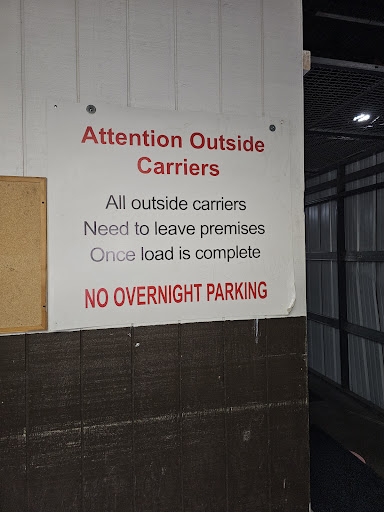 Attention Outside
Carriers
All outside carriers
Need to leave premises
Once load is complete
NO OVERNIGHT PARKING